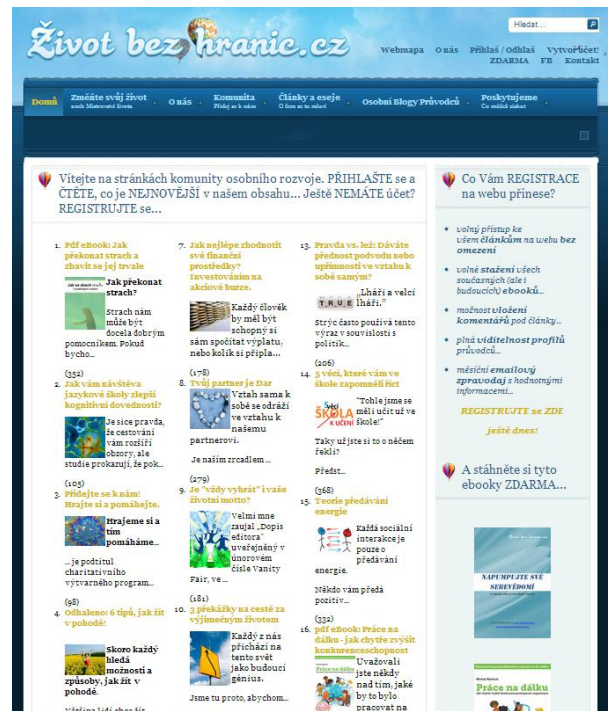 Život bez hranic.cz
Hledat...
Webmapa O nás Přihlaš / Odhlaš
ZDARMA FB Kontakt
Domů
Změňte svůj život
aneb Mistrovství života
O nás
Komunita
Přidej se k nám
Články a eseje
O čem se tu mluví
Osobní Blogy Průvodců
Poskytujeme
Co můžeš získat
Vítejte na stránkách komunity osobního rozvoje. PŘIHLAŠTE se a
ČTĚTE, co je NEJNOVĚJŠÍ v našem obsahu... Ještě NEMÁTE účet?
REGISTRUJTE se...
1. Pdf eBook: Jak
překonat strach a
zbavit se jej trvale
Jak překonat
strach?
Strach nám
může být
docela dobrým
pomocníkem. Pokud
bycho...
(352)
2. Jak vám návštěva
jazykové školy zlepší
kognitivní dovednosti?
Je sice pravda,
že cestování
vám rozšíří
obzory, ale
studie prokazují, že pok...
(105)
3. Přidejte se k nám!
Hrajte si a pomáhejte.
Hrajeme si a
tím
pomáháme...
... je podtitul
charitativního
výtvarného program...
(98)
4. Odhaleno: 6 tipů, jak žít
v pohodě!
Skoro každý
hledá
možnosti a
způsoby, jak žít v
pohodě.
Většina lidí chce žít
7. Jak nejlépe zhodnotit
své finanční
prostředky?
Investováním na
akciové burze.
Každý člověk
by měl být
schopný si
sám spočítat výplatu,
nebo kolik si připla...
(178)
8. Tvůj partner je Dar
Vztah sama k
sobě se odráží
ve vztahu k
našemu
partnerovi.
Je naším zrcadlem ...
(279)
9. Je "vždy vyhrát" i vaše
životní motto?
Velmi mne
zaujal „Dopis
editora"
uveřejněný v
únorovém
čísle Vanity
Fair, ve ...
(181)
10. 3 překážky na cestě za
výjimečným životem
Každý z nás
přichází na
tento svět
jako budoucí
génius.
Jsme tu proto, abychom...
13. Pravda vs. lež: Dáváte
přednost podvodu nebo
upřímnosti ve vztahu k
sobě samým?
TRUE
„Lháři a velcí
lháři."
Strýc často používá tento
výraz v souvislosti s
politik...
(206)
14. 5 věcí, které vám ve
škole zapomněli říct
5 věcí
ŠKOLA
K UČENÍ
"Tohle jsme se
měli učit už ve
škole!"
Taky už jste si to o něčem
řekli?
Předst...
(368)
15. Teorie předávání
energie
Každá sociální
interakce je
pouze o
předávání
energie.
Někdo vám předá
pozitiv...
(332)
16. pdf eBook: Práce na
dálku - jak chytře zvýšit
konkurenceschopnost
Práce na dálku
Uvažovali
jste někdy
nad tím, jaké
by to bylo
pracovat na
Co Vám REGISTRACE
na webu přinese?
volný přístup ke
všem článkům na webu bez
omezení
volné stažení všech
současných (ale i
budoucích) ebooků...
možnost vložení
komentářů pod články...
plná viditelnost profilů
průvodců...
měsíční emailový
zpravodaj s hodnotnými
informacemi...
REGISTRUJTE se ZDE
ještě dnes!
A stáhněte si tyto
ebooky ZDARMA...
NAPUMPUJTE SVÉ
SEBEVĚDOMÍ
Práce na dálku